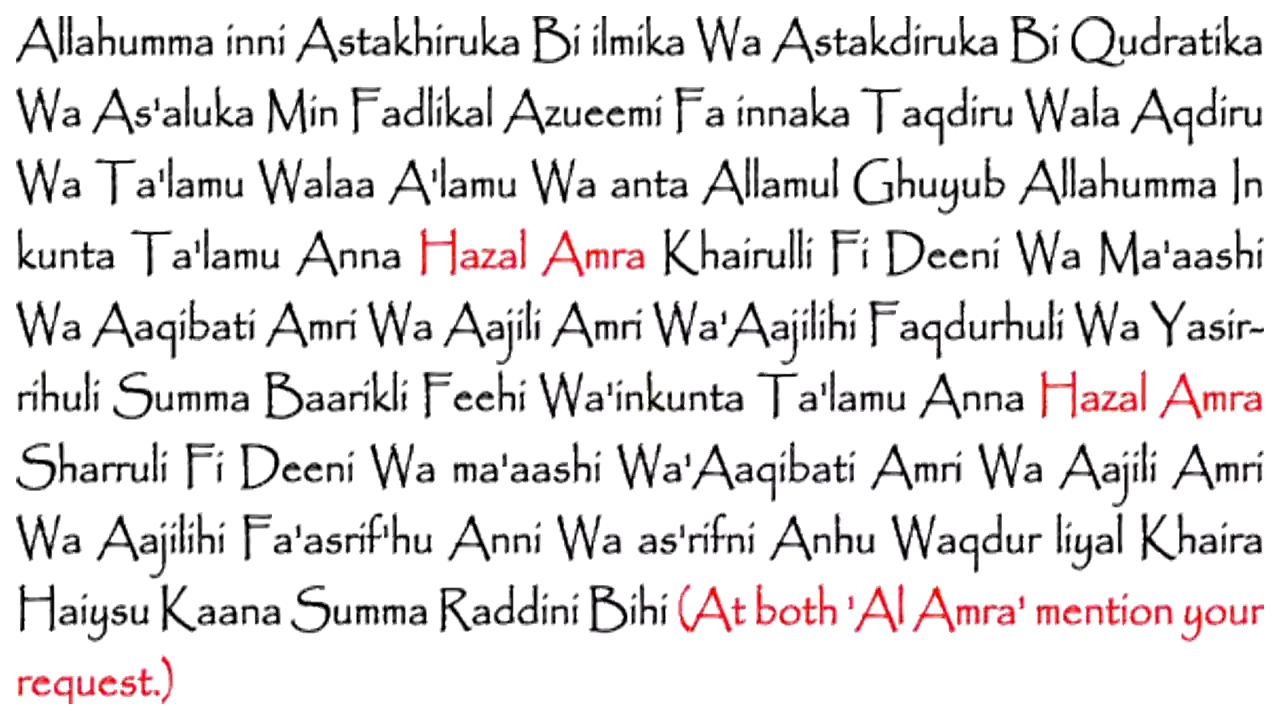 Allahumma inni Astakhiruka Bi ilmika Wa Astakdiruka Bi Qudratika
Wa As'aluka Min Fadlikal Azueemi Fa innaka Taqdiru Wala Aqdiru
Wa Ta'lamu Walaa A'lamu Wa anta Allamul Ghuyub Allahumma In
kunta Ta'lamu Anna Hazal Amra Khairulli Fi Deeni Wa Ma'aashi
Wa Aaqibati Amri Wa Aajili Amri Wa'Aajilihi Faqdurhuli Wa Yasir-
rihuli Summa Baarikli Feehi Wa'inkunta Ta'lamu Anna Hazal Amra
Sharruli Fi Deeni Wa ma'aashi Wa'Aaqibati Amri Wa Aajili Amri
Wa Aajilihi Fa'asrif'hu Anni Wa as'rifni Anhu Waqdur liyal Khaira
Haiysu Kaana Summa Raddini Bihi (At both 'Al Amra' mention your
request.)